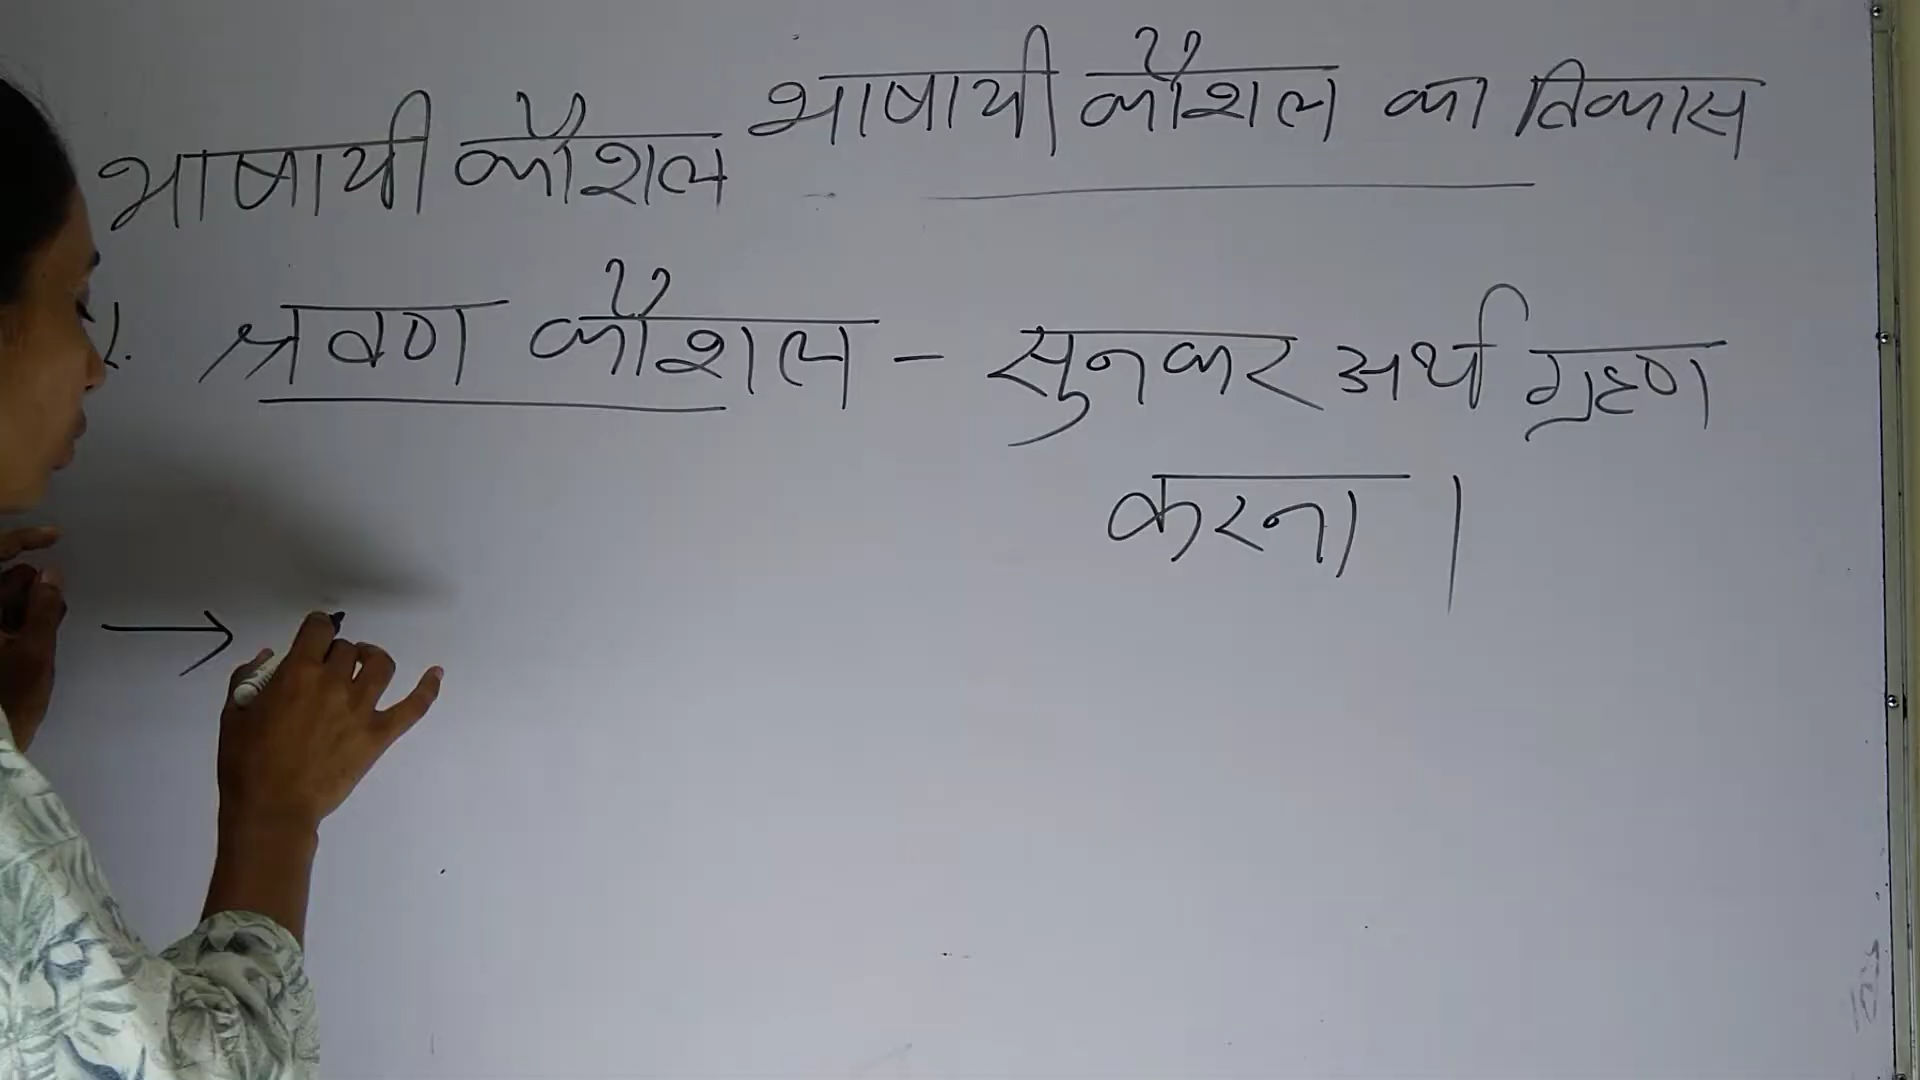 भाषायी कौशल का विकास
भाषायी कौशल
1. श्रवण कौशल - सुनकर अर्थ ग्रहण
करना ।
→